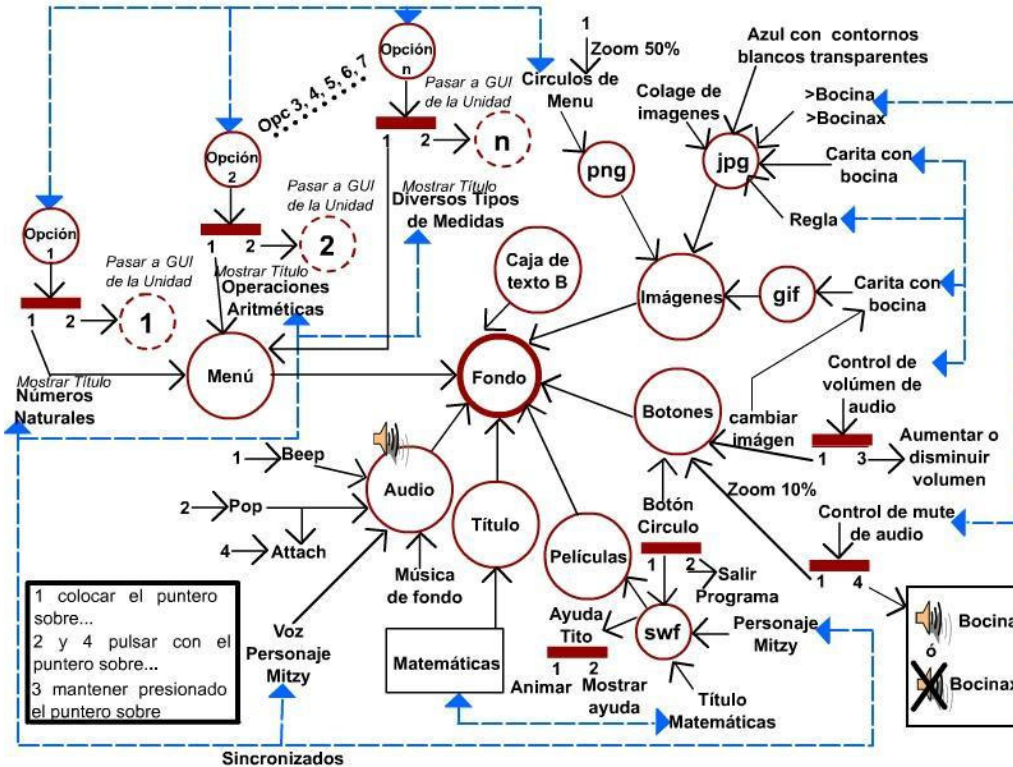 Opción
n
Opc 3, 4, 5, 6, 7
Pasar a GUI
de la Unidad
1
2
n
Opción
2
Pasar a GUI
de la Unidad
1
2
2
Mostrar Título
Operaciones
Aritméticas
Mostrar Título
Diversos Tipos
de Medidas
Opción
1
Pasar a GUI
de la Unidad
1
2
1
Mostrar Título
Números
Naturales
Menú
1
Zoom 50%
Circulos de
Menu
png
Azul con contornos
blancos transparentes
Colage de
imagenes
>Bocina
>Bocinax
jpg
Carita con
bocina
Regla
Caja de
texto B
Imágenes
gif
Carita con
bocina
Fondo
Botones
cambiar
imágen
Control de
volúmen de
audio
1
3
Aumentar o
disminuir
volumen
Zoom 10%
Control de mute
de audio
1
4
Bocina
ó
Bocinax
Botón
Circulo
1
2
Salir
Programa
1
Beep
2
Pop
4
Attach
Audio
Música
de fondo
Voz
Personaje
Mitzy
Título
Matemáticas
Películas
Ayuda
Tito
1
2
Animar
Mostrar
ayuda
swf
Personaje
Mitzy
Título
Matemáticas
1 colocar el puntero
sobre...
2 y 4 pulsar con el
puntero sobre...
3 mantener presionado
el puntero sobre
Sincronizados